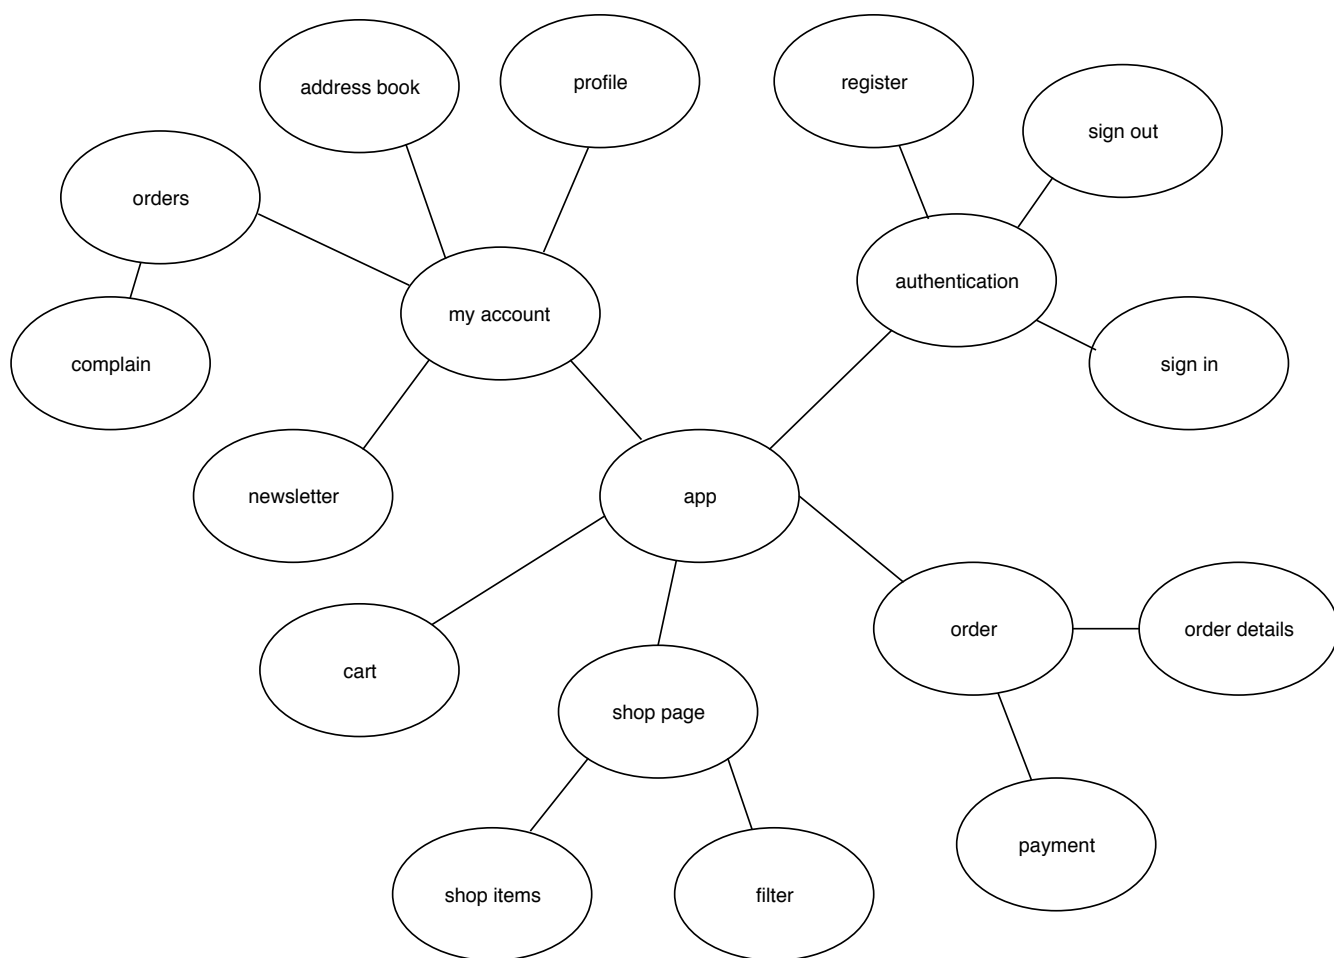 address book
profile
register
sign out
orders
authentication
my account
complain
sign in
newsletter
app
order
order details
cart
shop page
payment
shop items
filter